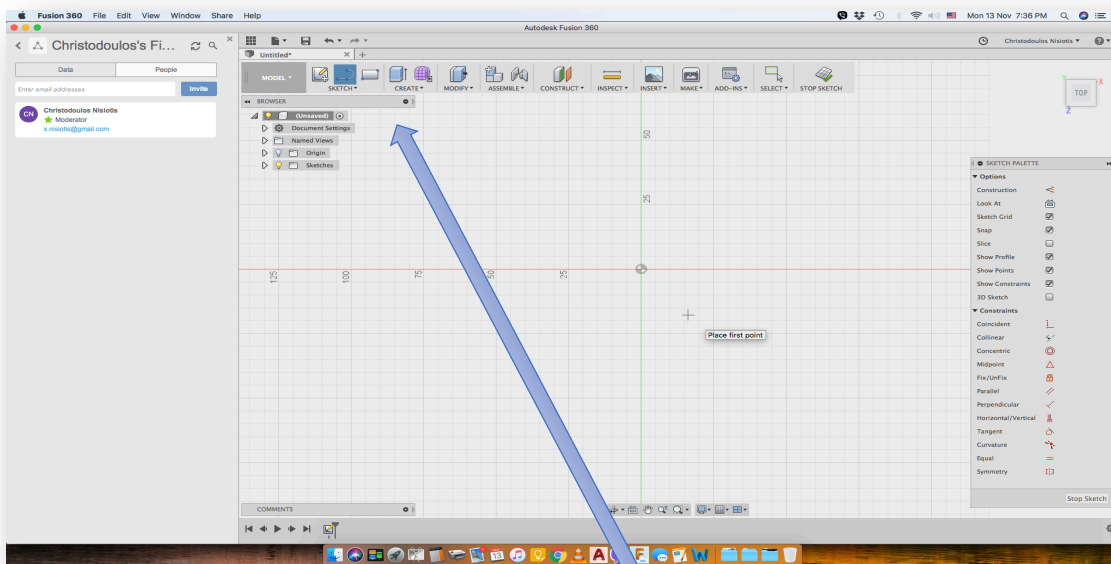 Fusion 360 File Edit View Window Share Help Mon 13 Nov 7:36 PM
Autodesk Fusion 360
Christodoulos's Fi...
Data People
Enter email addresses Invite
CN Christodoulos Nisiotis
Moderator
x.nisiotis@gmail.com
Untitled*
Christodoulos Nisiotis
MODEL
SKETCH CREATE MODIFY ASSEMBLE CONSTRUCT INSPECT INSERT MAKE ADD-INS SELECT STOP SKETCH
BROWSER
(Unsaved)
Document Settings
Named Views
Origin
Sketches
TOP
X
Z
50
25
125 100 75 50 25
Place first point
SKETCH PALETTE
Options
Construction
Look At
Sketch Grid
Snap
Slice
Show Profile
Show Points
Show Constraints
3D Sketch
Constraints
Coincident
Collinear
Concentric
Midpoint
Fix/UnFix
Parallel
Perpendicular
Horizontal/Vertical
Tangent
Curvature
Equal
Symmetry
Stop Sketch
COMMENTS